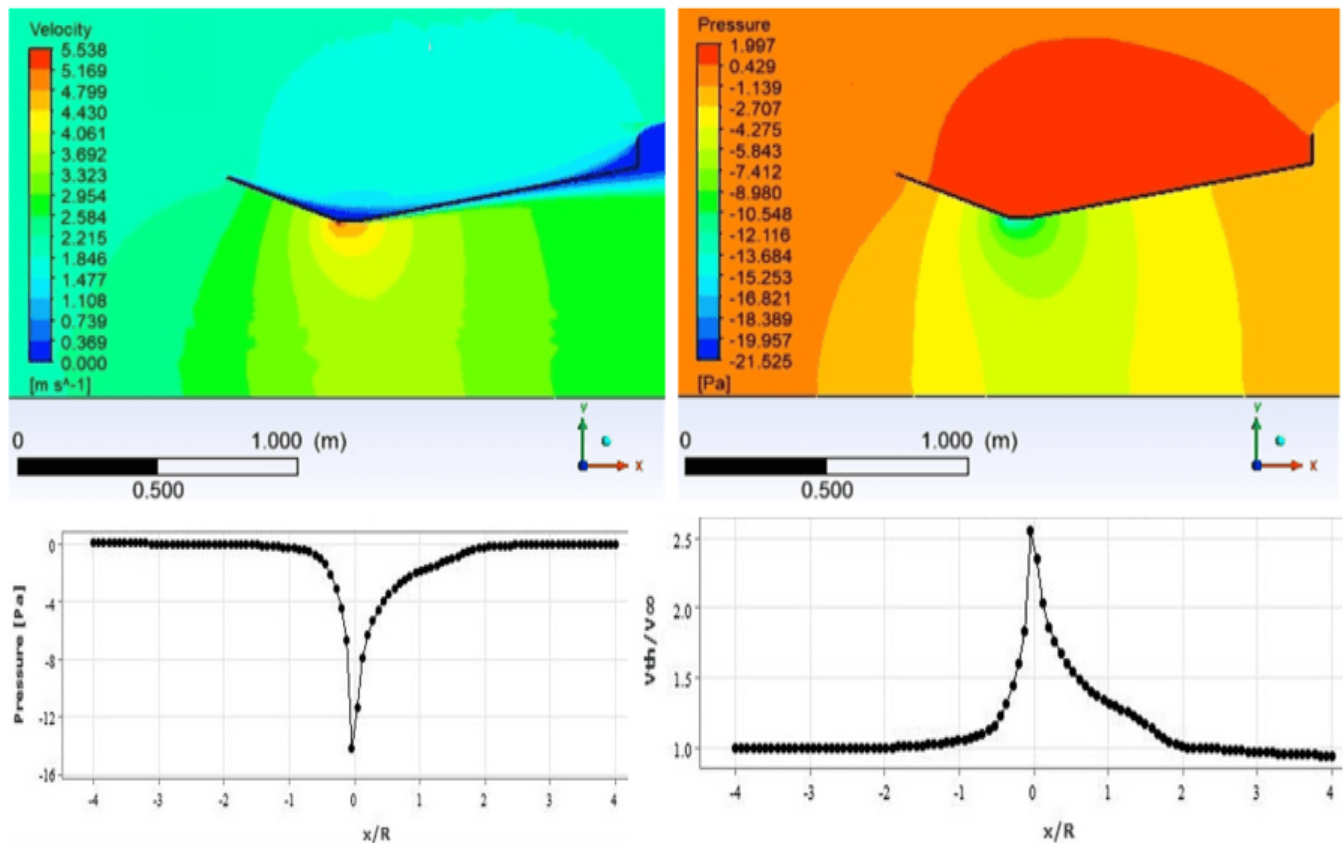 Velocity
5.538
5.169
4.799
4.430
4.061
3.692
3.323
2.954
2.584
2.215
1.846
1.477
1.108
0.739
0.369
0.000
[m s^-1]
0
1.000 (m)
0.500
Y
X
Pressure
1.997
0.429
-1.139
-2.707
-4.275
-5.843
-7.412
-8.980
-10.548
-12.116
-13.684
-15.253
-16.821
-18.389
-19.957
-21.525
[Pa]
0
1.000 (m)
0.500
Y
X
Pressure [Pa]
0
-4
-8
-12
-16
-4 -3 -2 -1 0 1 2 3 4
x/R
Vth/V∞
2.5
2.0
1.5
1.0
-4 -3 -2 -1 0 1 2 3 4
x/R